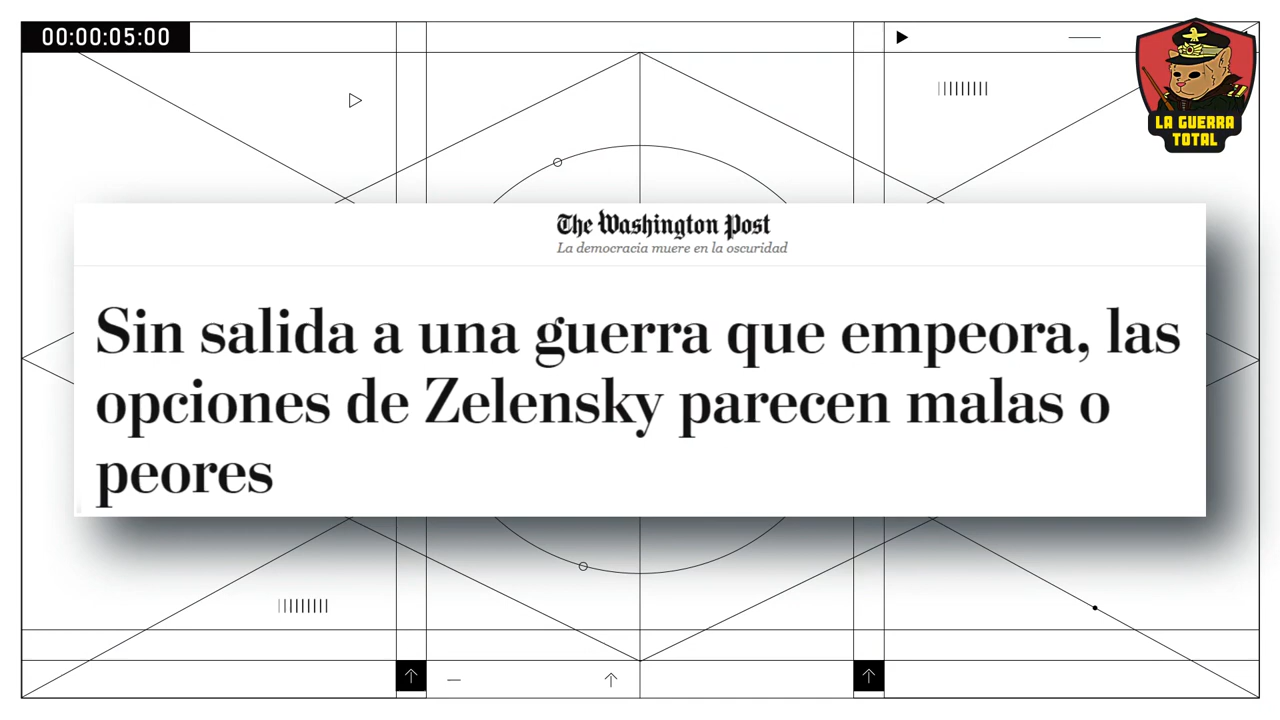 00:00:05:00
LA GUERRA
TOTAL
The Washington Post
La democracia muere en la oscuridad
Sin salida a una guerra que empeora, las
opciones de Zelensky parecen malas o
peores